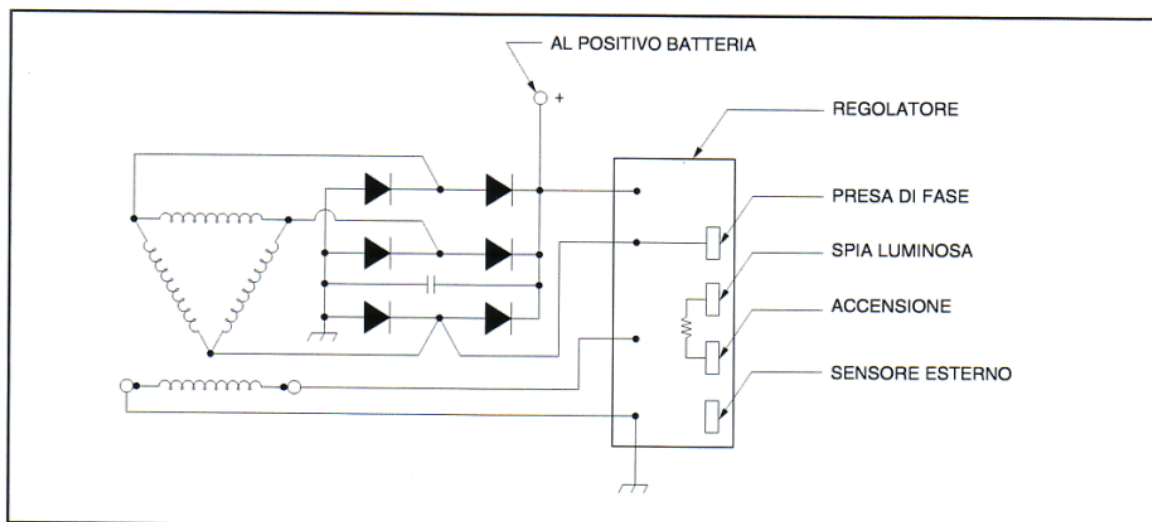 AL POSITIVO BATTERIA
+
REGOLATORE
PRESA DI FASE
SPIA LUMINOSA
ACCENSIONE
SENSORE ESTERNO